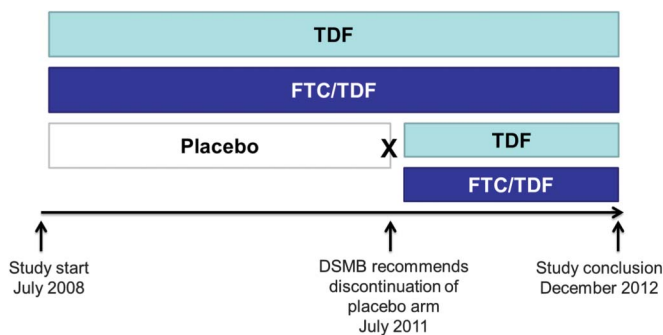 TDF
FTC/TDF
Placebo
X
TDF
FTC/TDF
Study start
July 2008
DSMB recommends
discontinuation of
placebo arm
July 2011
Study conclusion
December 2012